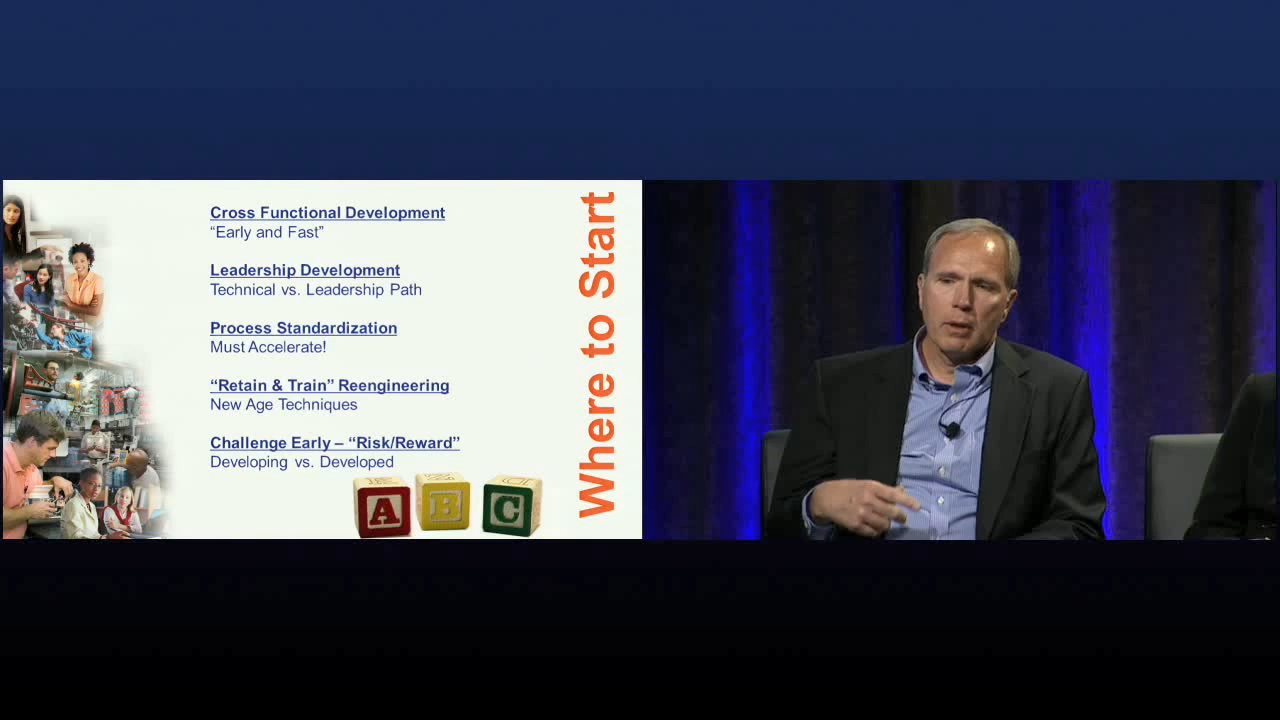 Cross Functional Development
“Early and Fast”
Leadership Development
Technical vs. Leadership Path
Process Standardization
Must Accelerate!
“Retain & Train” Reengineering
New Age Techniques
Challenge Early – “Risk/Reward”
Developing vs. Developed
A B C
Where to Start